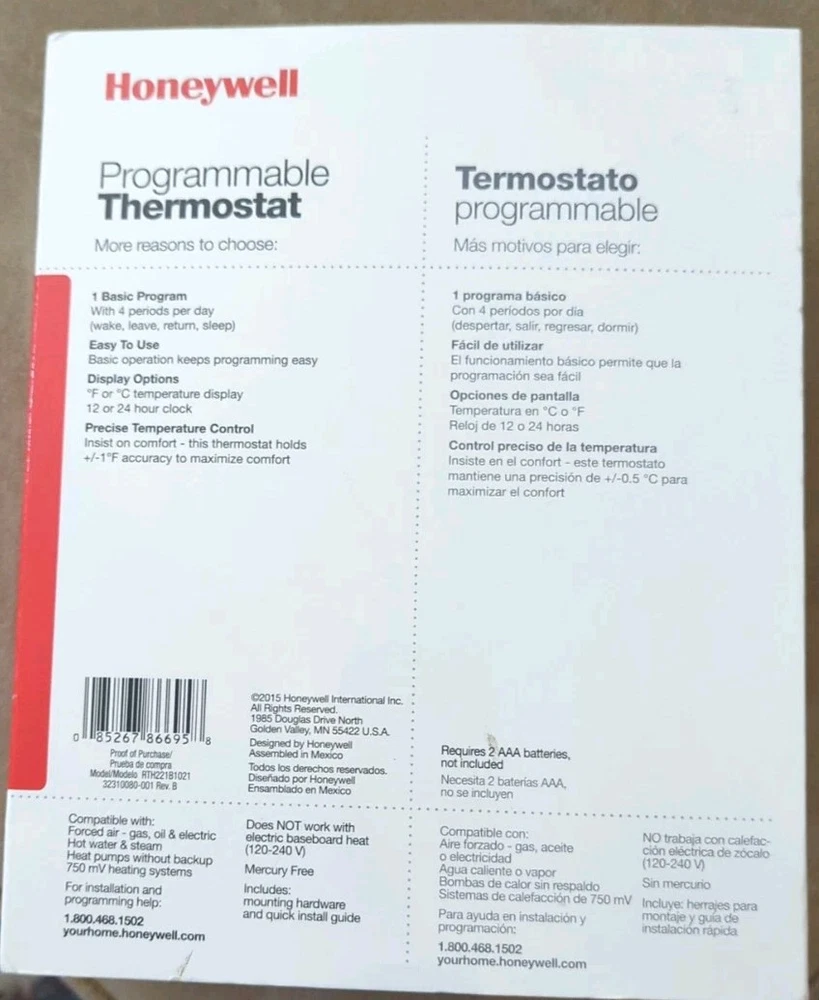 Honeywell
Programmable
Thermostat
More reasons to choose:
1 Basic Program
With 4 periods per day
(wake, leave, return, sleep)
Easy To Use
Basic operation keeps programming easy
Display Options
°F or °C temperature display
12 or 24 hour clock
Precise Temperature Control
Insist on comfort - this thermostat holds
+/-1°F accuracy to maximize comfort
Termostato
programmable
Más motivos para elegir:
1 programa básico
Con 4 períodos por día
(despertar, salir, regresar, dormir)
Fácil de utilizar
El funcionamiento básico permite que la
programación sea fácil
Opciones de pantalla
Temperatura en °C o °F
Reloj de 12 o 24 horas
Control preciso de la temperatura
Insiste en el confort - este termostato
mantiene una precisión de +/-0.5 °C para
maximizar el confort
0 85267 86695 8
Proof of Purchase/
Prueba de compra
Model/Modelo RTH221B1021
32310080-001 Rev. B
©2015 Honeywell International Inc.
All Rights Reserved.
1985 Douglas Drive North
Golden Valley, MN 55422 U.S.A.
Designed by Honeywell
Assembled in Mexico
Todos los derechos reservados.
Diseñado por Honeywell
Ensamblado en Mexico
Requires 2 AAA batteries,
not included
Necesita 2 baterías AAA,
no se incluyen
Compatible with:
Forced air - gas, oil & electric
Hot water & steam
Heat pumps without backup
750 mV heating systems
For installation and
programming help:
1.800.468.1502
yourhome.honeywell.com
Does NOT work with
electric baseboard heat
(120-240 V)
Mercury Free
Includes:
mounting hardware
and quick install guide
Compatible con:
Aire forzado - gas, aceite
o electricidad
Agua caliente o vapor
Bombas de calor sin respaldo
Sistemas de calefacción de 750 mV
Para ayuda en instalación y
programación:
1.800.468.1502
yourhome.honeywell.com
NO trabaja con calefac-
ción eléctrica de zócalo
(120-240 V)
Sin mercurio
Incluye: herrajes para
montaje y guía de
instalación rápida